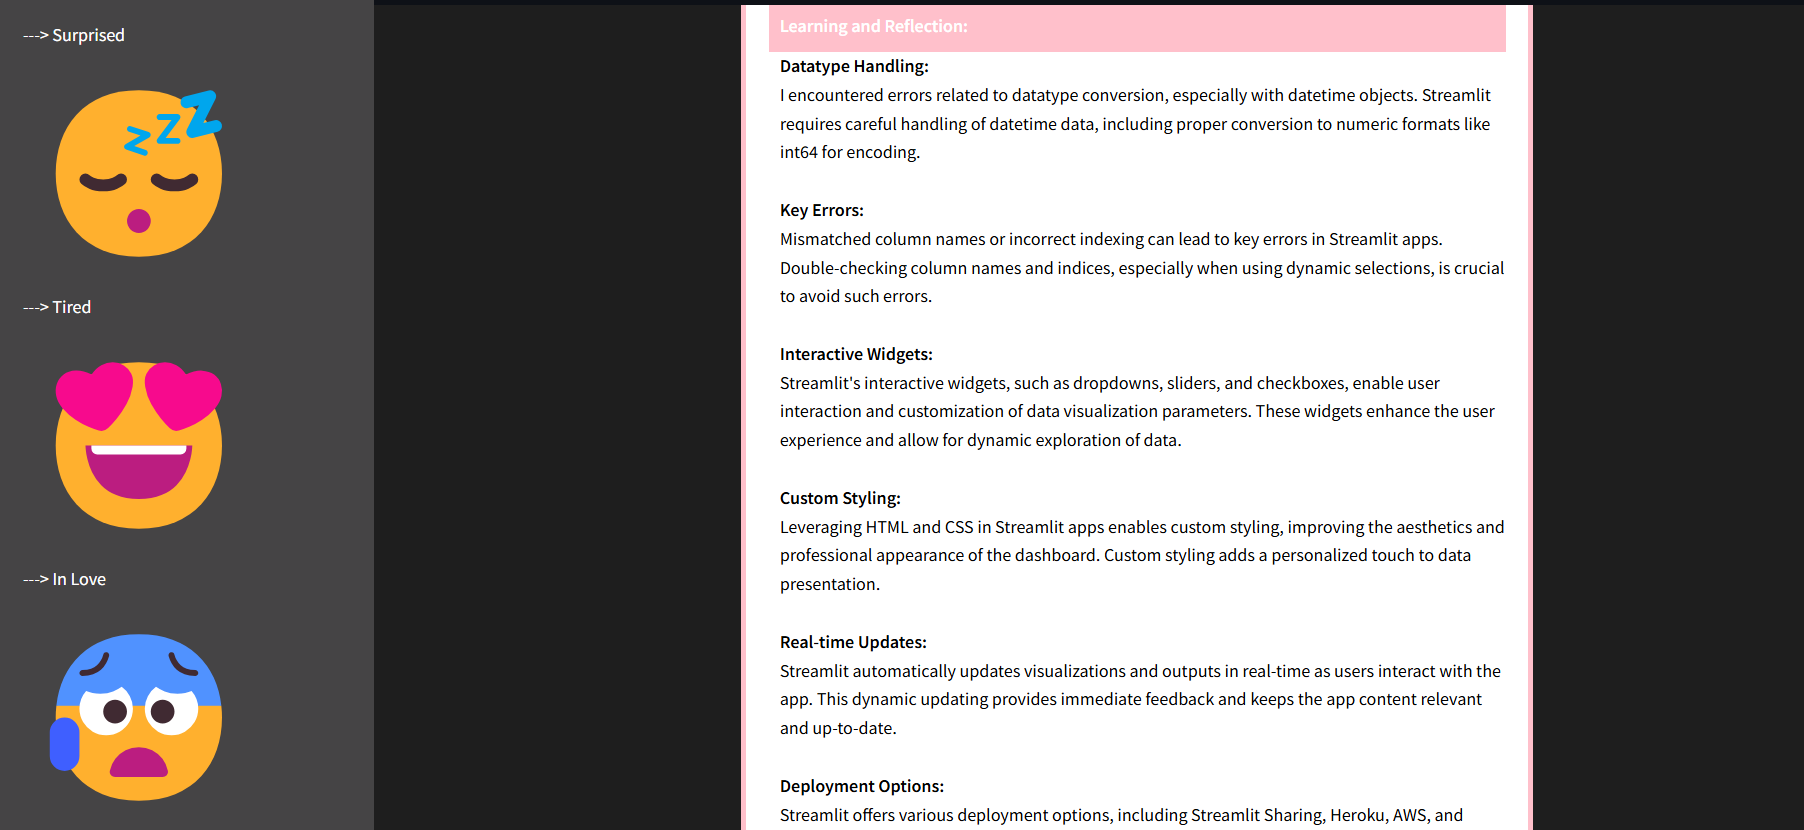 ---> Surprised
zzz
---> Tired
---> In Love
Learning and Reflection:
Datatype Handling:
I encountered errors related to datatype conversion, especially with datetime objects. Streamlit
requires careful handling of datetime data, including proper conversion to numeric formats like
int64 for encoding.
Key Errors:
Mismatched column names or incorrect indexing can lead to key errors in Streamlit apps.
Double-checking column names and indices, especially when using dynamic selections, is crucial
to avoid such errors.
Interactive Widgets:
Streamlit's interactive widgets, such as dropdowns, sliders, and checkboxes, enable user
interaction and customization of data visualization parameters. These widgets enhance the user
experience and allow for dynamic exploration of data.
Custom Styling:
Leveraging HTML and CSS in Streamlit apps enables custom styling, improving the aesthetics and
professional appearance of the dashboard. Custom styling adds a personalized touch to data
presentation.
Real-time Updates:
Streamlit automatically updates visualizations and outputs in real-time as users interact with the
app. This dynamic updating provides immediate feedback and keeps the app content relevant
and up-to-date.
Deployment Options:
Streamlit offers various deployment options, including Streamlit Sharing, Heroku, AWS, and